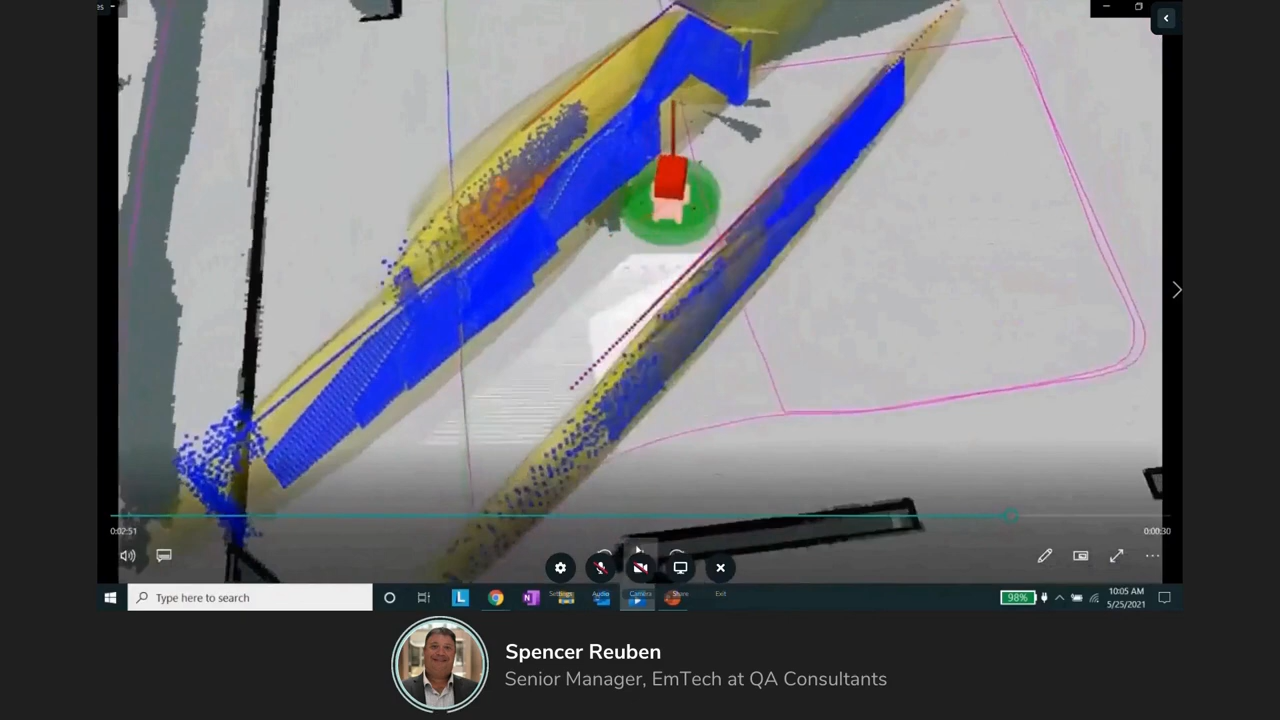 es
0:02:51
0:00:30
Settings
Audio
Camera
Share
Exit
Type here to search
L
N
98%
10:05 AM
5/25/2021
Spencer Reuben
Senior Manager, EmTech at QA Consultants